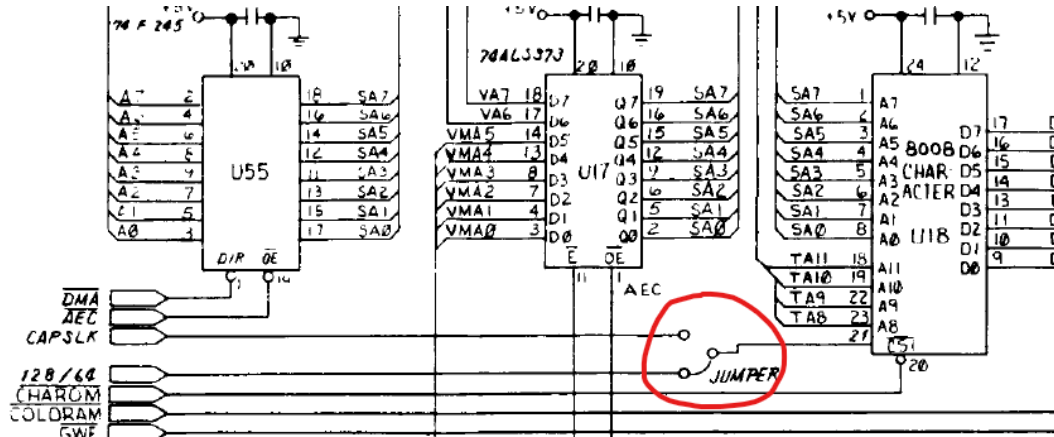 +5V
+5V
74F245
74ALS373
20 10
20 10
24 12
A7 2 18 SA7
4 16 SA6
6 14 SA5
A4 8 12 SA4
A3 9 11 SA3
A2 7 13 SA2
5 15 SA1
A0 3 17 SA0
U55
DIR OE
1
VA7 18 D7 Q7 19 SA7
VA6 17 D6 Q6 16 SA6
VMA5 14 D5 Q5 15 SA5
VMA4 13 D4 Q4 12 SA4
VMA3 8 D3 Q3 9 SA3
VMA2 7 D2 Q2 6 SA2
VMA1 4 D1 Q1 5 SA1
VMA0 3 D0 Q0 2 SA0
U17
E OE
11 1
AEC
SA7 1 A7
SA6 2 A6
SA5 3 A5
SA4 4 A4
SA3 5 A3
SA2 6 A2
SA1 7 A1
SA0 8 A0
TA11 18 A11
TA10 19 A10
TA9 22 A9
TA8 23 A8
21
8008
CHAR
ACTER
U18
D7 17
D6 16
D5 15
D4 14
D3 13
D2 11
D1 10
D0 9
20
DMA
AEC
CAPSLK
128/64
CHAROM
COLORAM
JUMPER